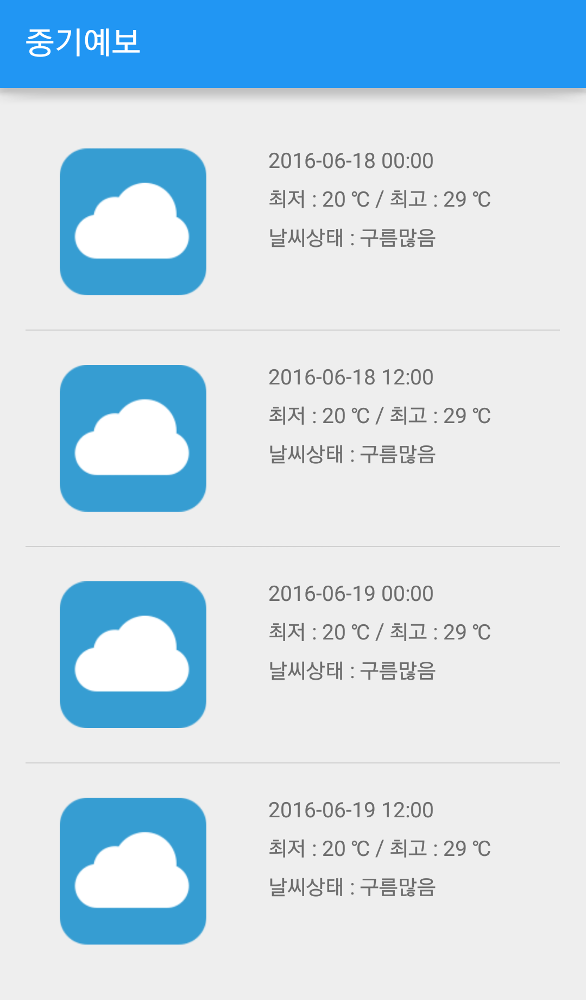 중기예보
2016-06-18 00:00
최저 : 20 ℃ / 최고 : 29 ℃
날씨상태 : 구름많음
2016-06-18 12:00
최저 : 20 ℃ / 최고 : 29 ℃
날씨상태 : 구름많음
2016-06-19 00:00
최저 : 20 ℃ / 최고 : 29 ℃
날씨상태 : 구름많음
2016-06-19 12:00
최저 : 20 ℃ / 최고 : 29 ℃
날씨상태 : 구름많음